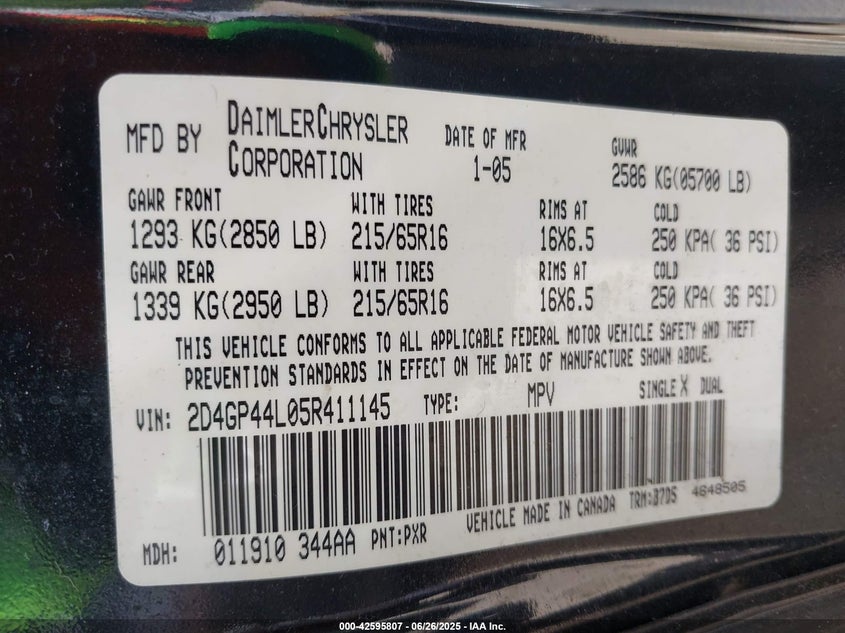 MFD BY DAIMLERCHRYSLER CORPORATION DATE OF MFR 1-05 GVWR 2586 KG(05700 LB)
GAWR FRONT WITH TIRES RIMS AT COLD
1293 KG(2850 LB) 215/65R16 16X6.5 250 KPA( 36 PSI)
GAWR REAR WITH TIRES RIMS AT COLD
1339 KG(2950 LB) 215/65R16 16X6.5 250 KPA( 36 PSI)
THIS VEHICLE CONFORMS TO ALL APPLICABLE FEDERAL MOTOR VEHICLE SAFETY AND THEFT
PREVENTION STANDARDS IN EFFECT ON THE DATE OF MANUFACTURE SHOWN ABOVE.
VIN: 2D4GP44L05R411145 TYPE: MPV SINGLE X DUAL
MDH: 011910 344AA PNT:PXR VEHICLE MADE IN CANADA TRM:B7D5 4648505
000-42595807 - 06/26/2025 - IAA Inc.